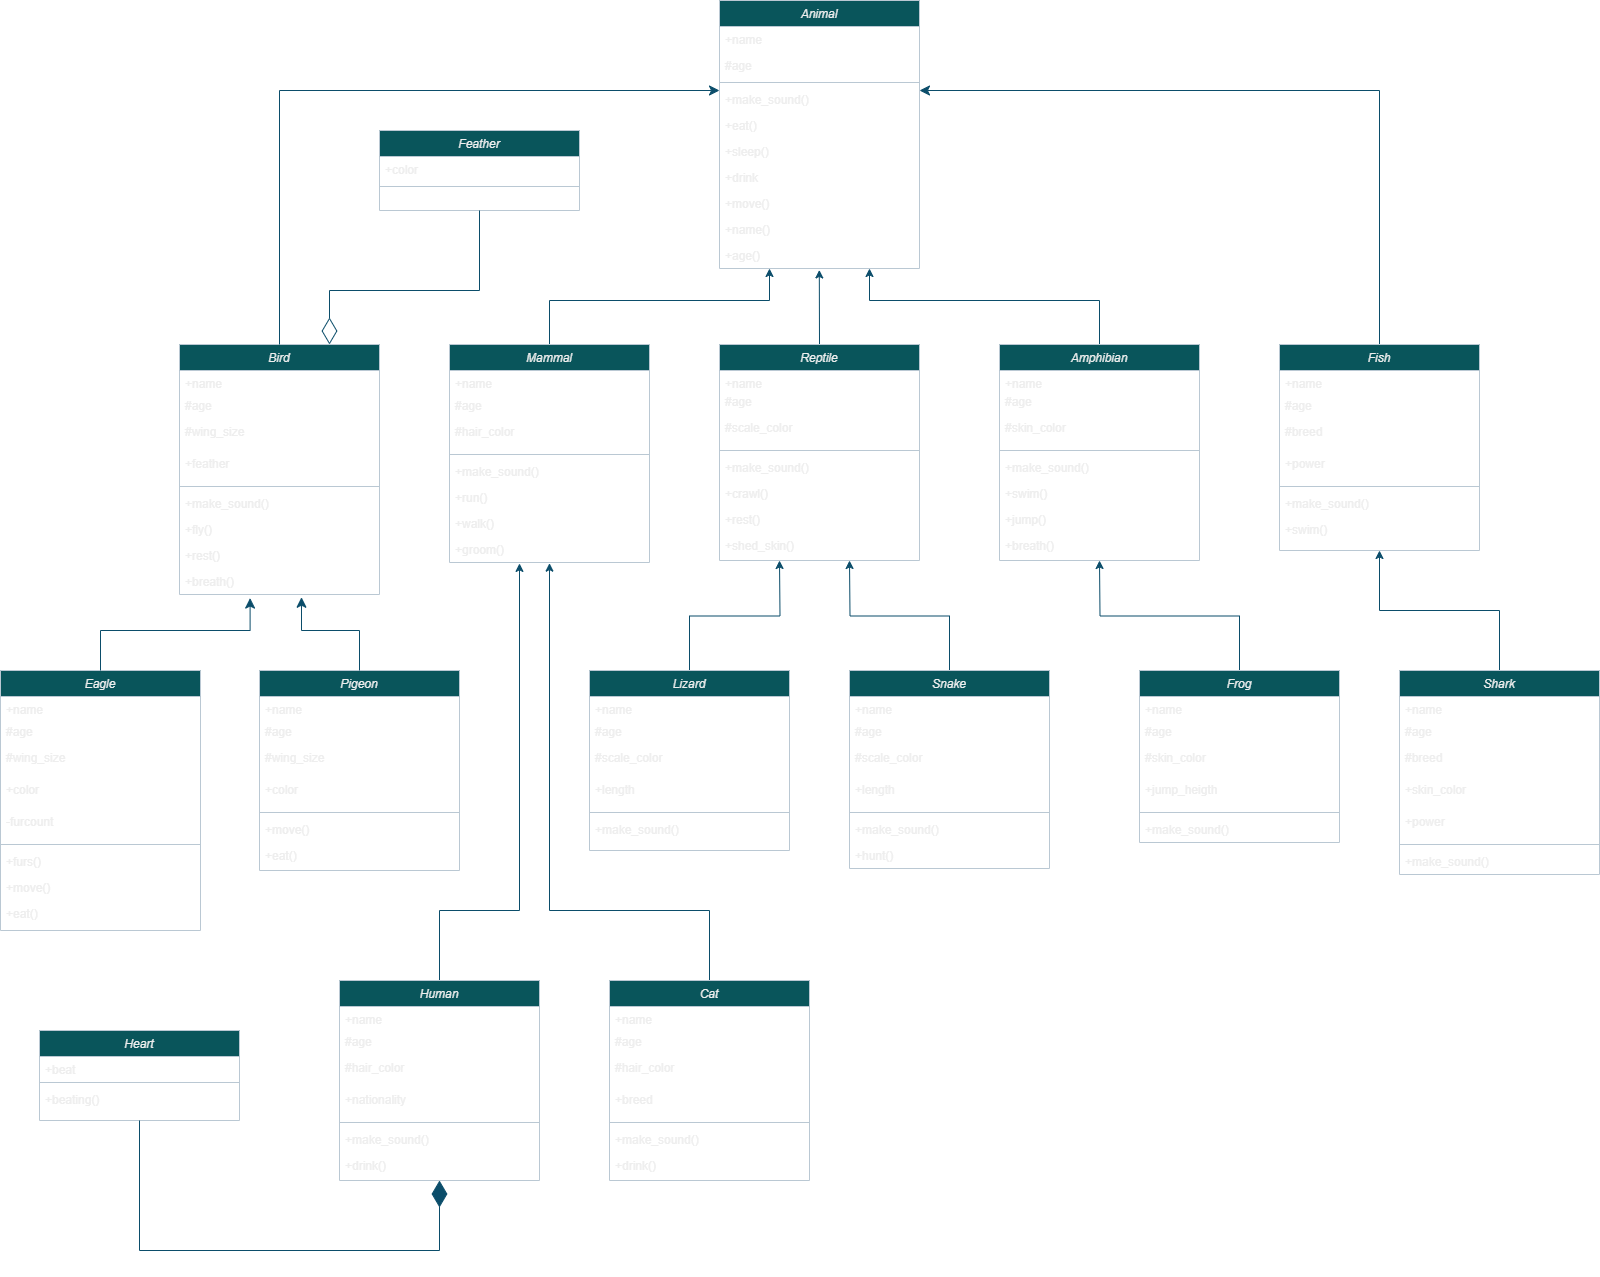 Animal
+name
#age
+make_sound()
+eat()
+sleep()
+drink
+move()
+name()
+age()
Feather
+color
Bird
+name
#age
#wing_size
+feather
+make_sound()
+fly()
+rest()
+breath()
Mammal
+name
#age
#hair_color
+make_sound()
+run()
+walk()
+groom()
Reptile
+name
#age
#scale_color
+make_sound()
+crawl()
+rest()
+shed_skin()
Amphibian
+name
#age
#skin_color
+make_sound()
+swim()
+jump()
+breath()
Fish
+name
#age
#breed
+power
+make_sound()
+swim()
Eagle
+name
#age
#wing_size
+color
-furcount
+furs()
+move()
+eat()
Pigeon
+name
#age
#wing_size
+color
+move()
+eat()
Lizard
+name
#age
#scale_color
+length
+make_sound()
Snake
+name
#age
#scale_color
+length
+make_sound()
+hunt()
Frog
+name
#age
#skin_color
+jump_heigth
+make_sound()
Shark
+name
#age
#breed
+skin_color
+power
+make_sound()
Human
+name
#age
#hair_color
+nationality
+make_sound()
+drink()
Cat
+name
#age
#hair_color
+breed
+make_sound()
+drink()
Heart
+beat
+beating()